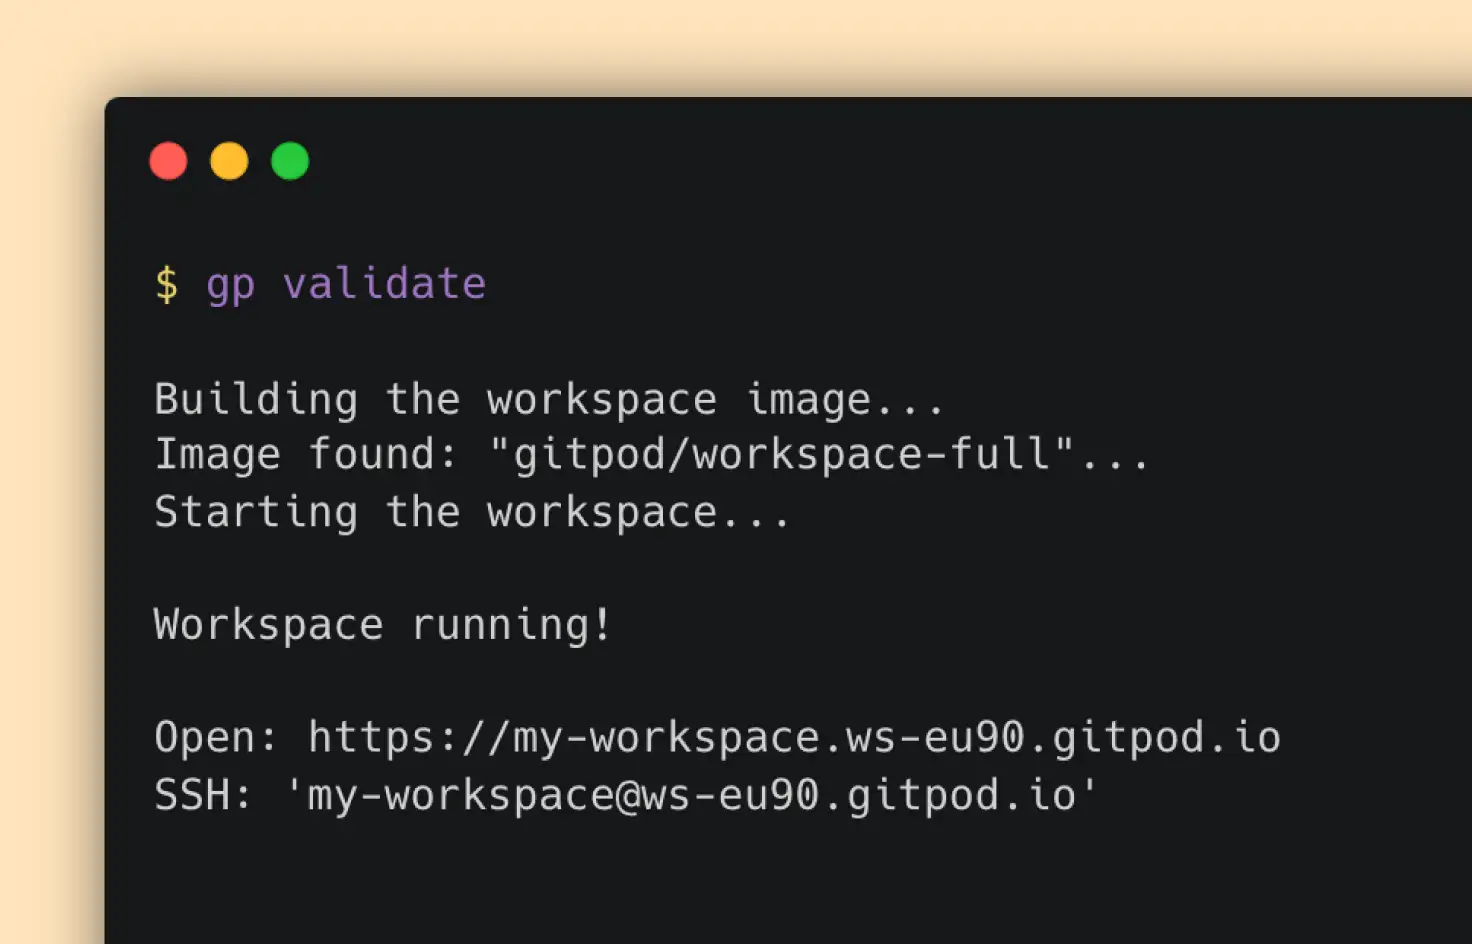 $ gp validate
Building the workspace image...
Image found: "gitpod/workspace-full"...
Starting the workspace...
Workspace running!
Open: https://my-workspace.ws-eu90.gitpod.io
SSH: 'my-workspace@ws-eu90.gitpod.io'